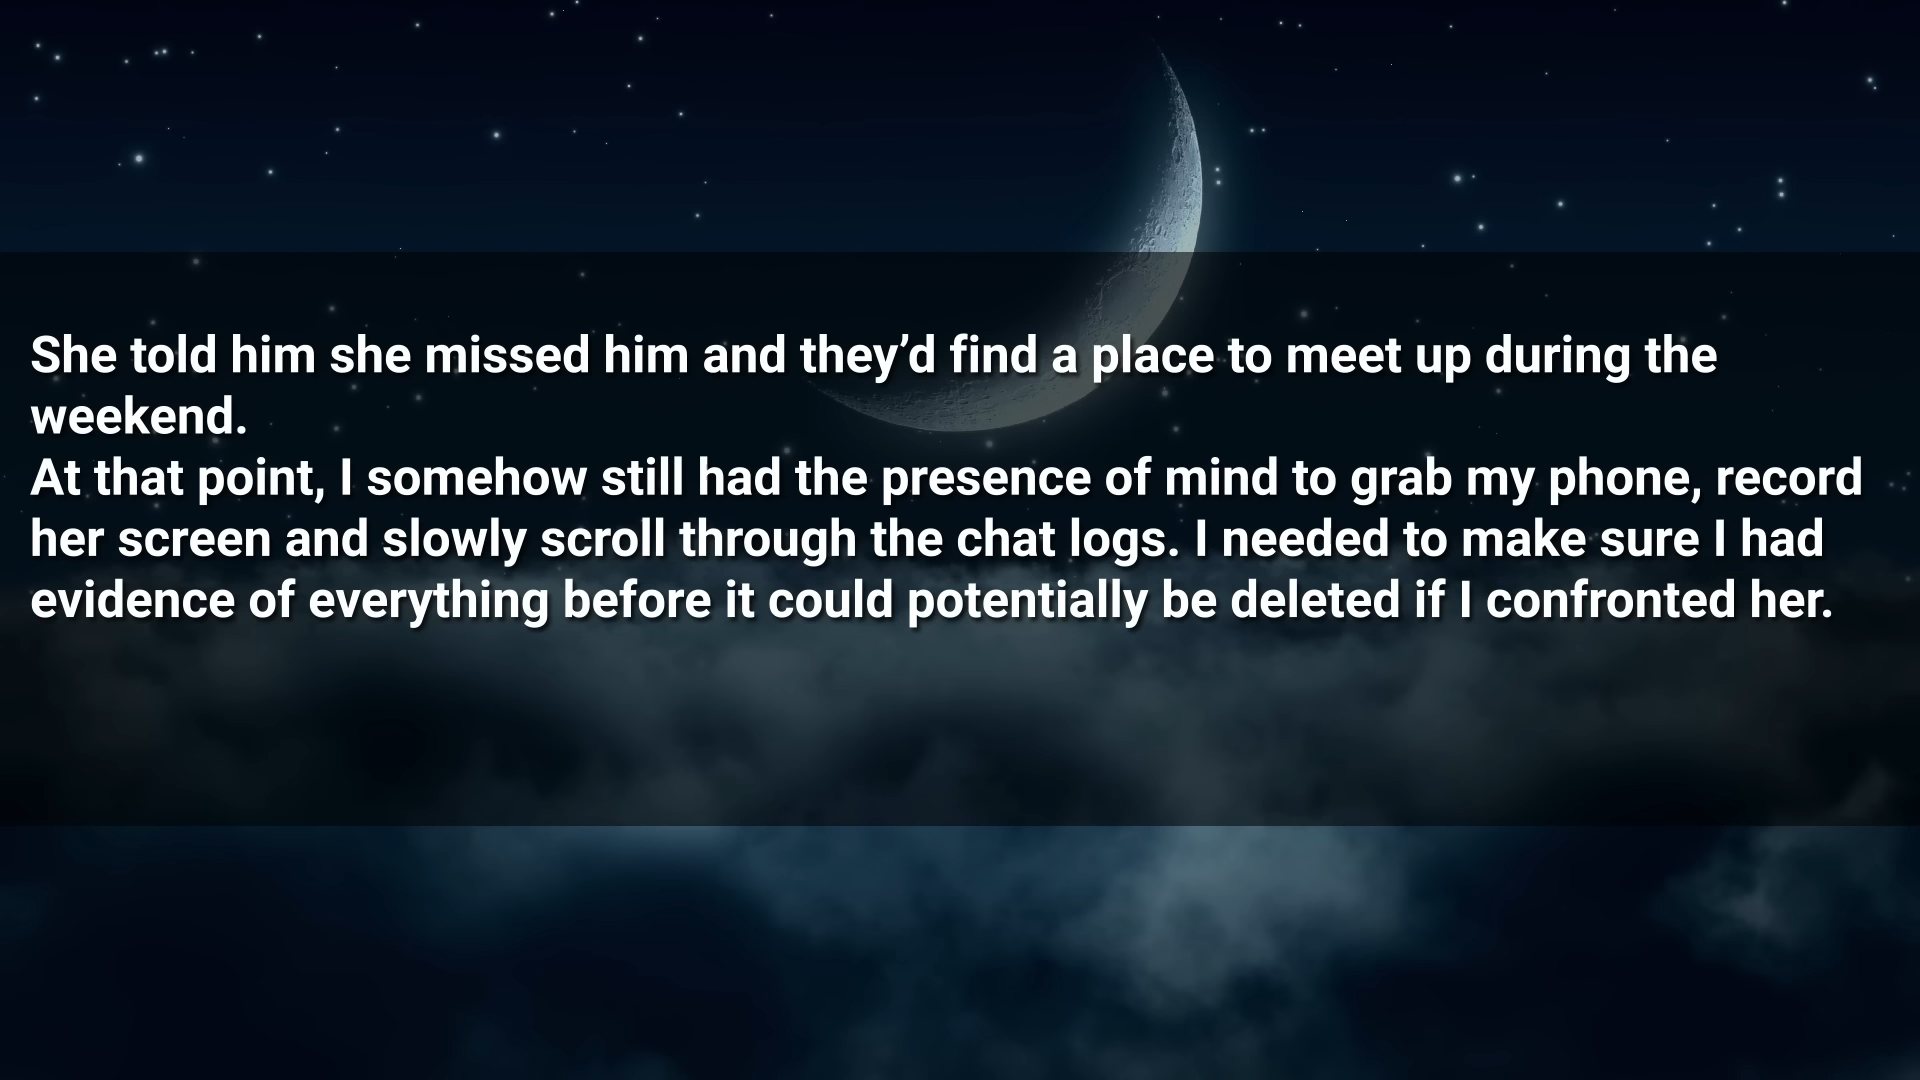 She told him she missed him and they’d find a place to meet up during the
weekend.
At that point, I somehow still had the presence of mind to grab my phone, record
her screen and slowly scroll through the chat logs. I needed to make sure I had
evidence of everything before it could potentially be deleted if I confronted her.